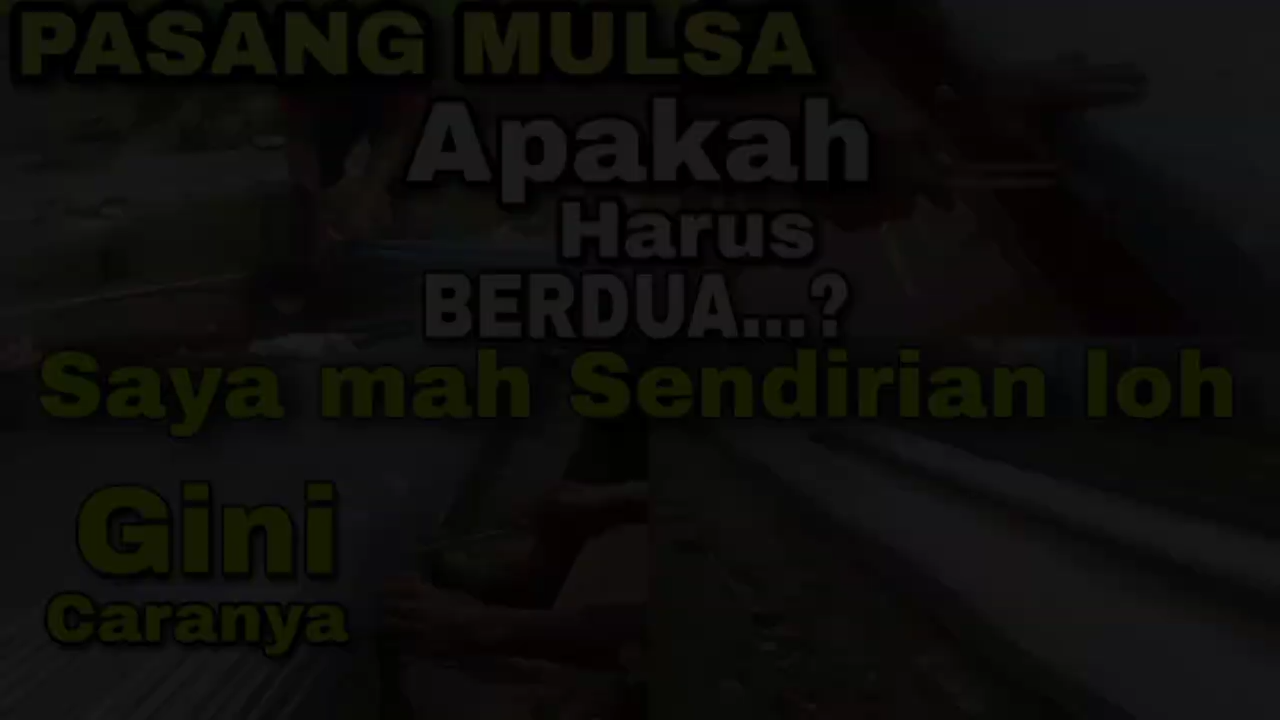 PASANG MULSA
Apakah
Harus
BERDUA...?
Saya mah Sendirian loh
Gini
Caranya